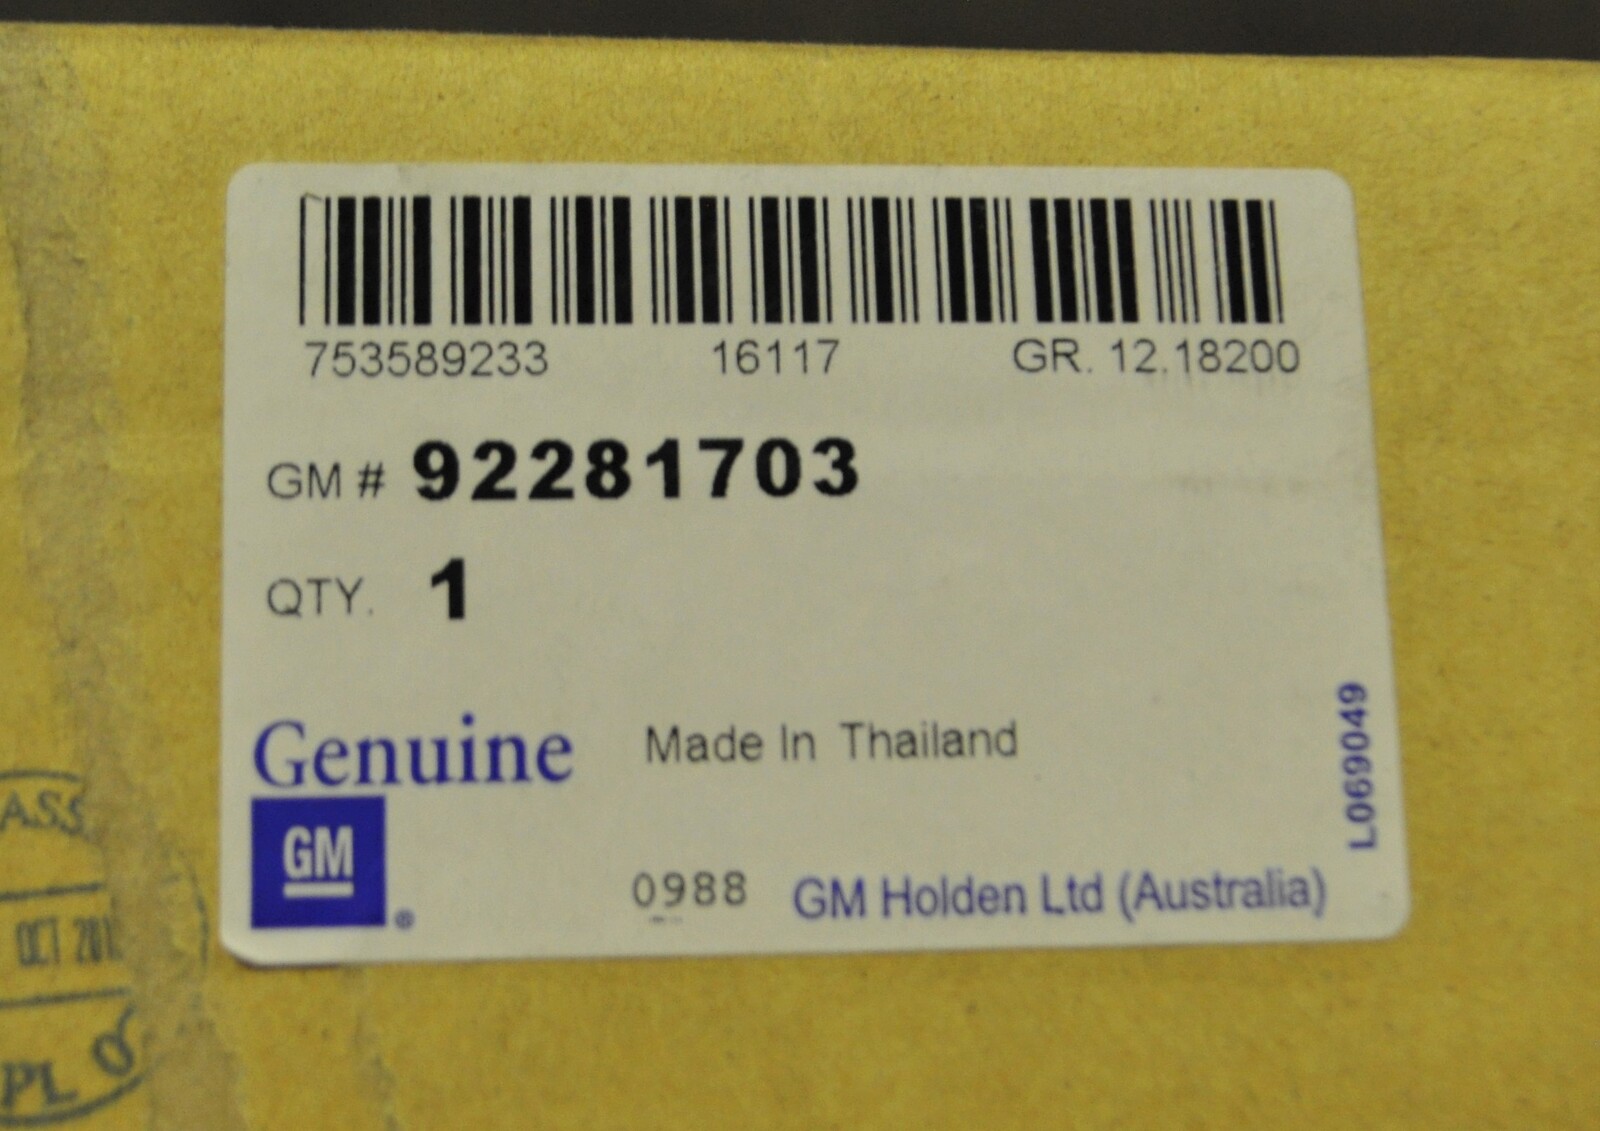 753589233 16117 GR. 12.18200
GM # 92281703
QTY. 1
Genuine Made In Thailand
GM ®
0988 GM Holden Ltd (Australia)
L069049
OCT